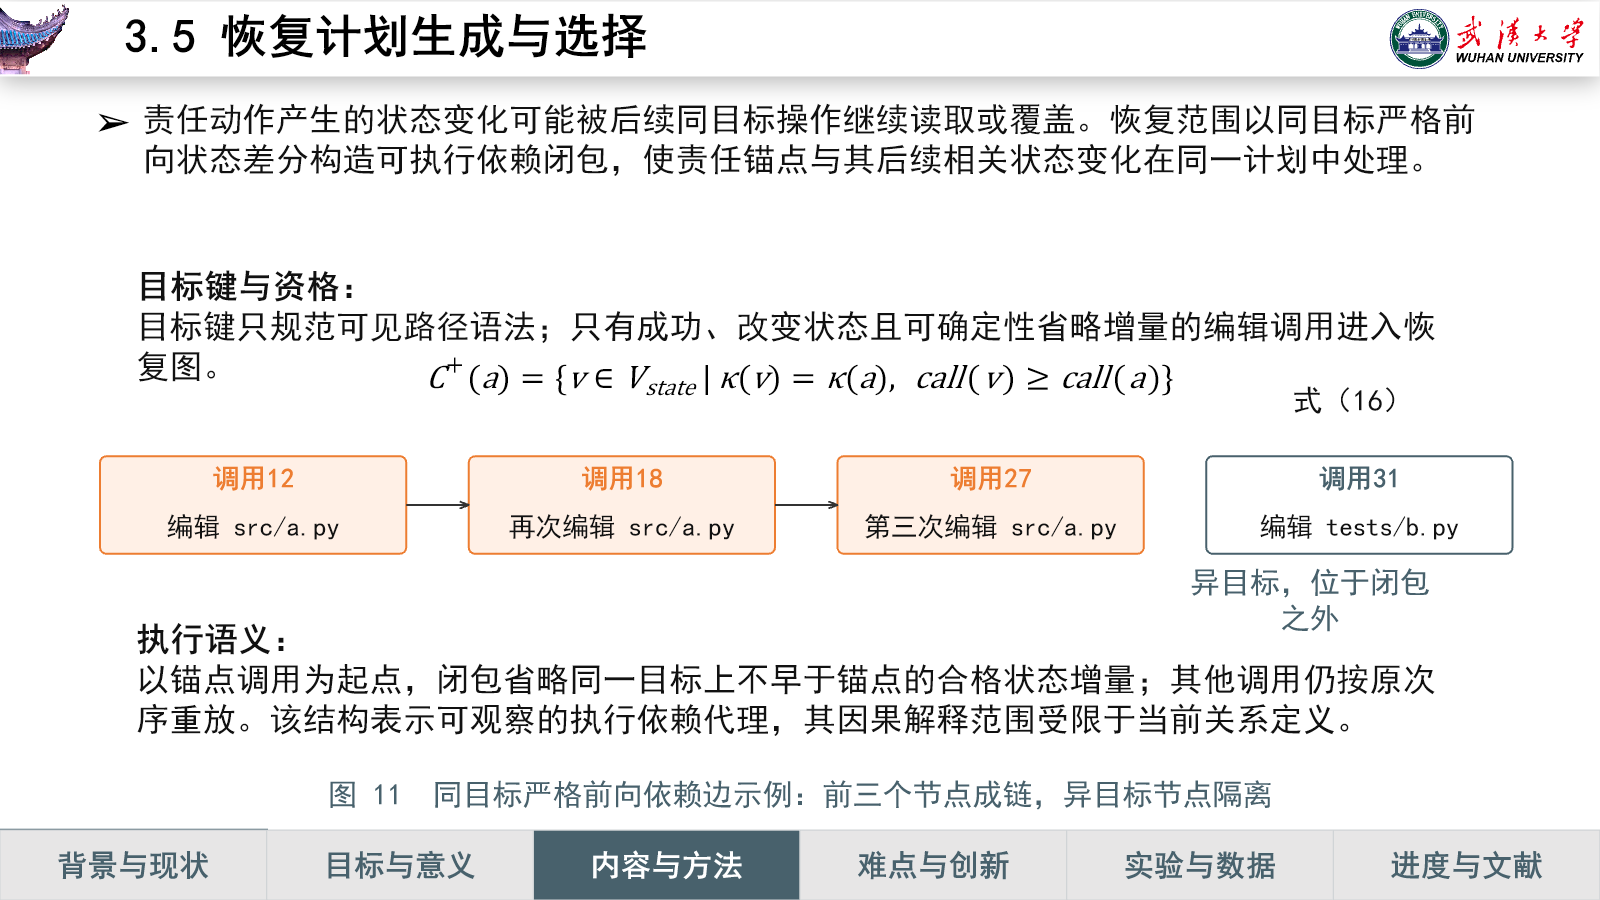 3.5 恢复计划生成与选择
武汉大学
WUHAN UNIVERSITY
➢ 责任动作产生的状态变化可能被后续同目标操作继续读取或覆盖。恢复范围以同目标严格前
向状态差分构造可执行依赖闭包，使责任锚点与其后续相关状态变化在同一计划中处理。
目标键与资格：
目标键只规范可见路径语法；只有成功、改变状态且可确定性省略增量的编辑调用进入恢
复图。
C⁺(a) = {v ∈ V_state | κ(v) = κ(a), call(v) ≥ call(a)}
式（16）
调用12
编辑 src/a.py
调用18
再次编辑 src/a.py
调用27
第三次编辑 src/a.py
调用31
编辑 tests/b.py
异目标，位于闭包
之外
执行语义：
以锚点调用为起点，闭包省略同一目标上不早于锚点的合格状态增量；其他调用仍按原次
序重放。该结构表示可观察的执行依赖代理，其因果解释范围受限于当前关系定义。
图 11 同目标严格前向依赖边示例：前三个节点成链，异目标节点隔离
背景与现状
目标与意义
内容与方法
难点与创新
实验与数据
进度与文献